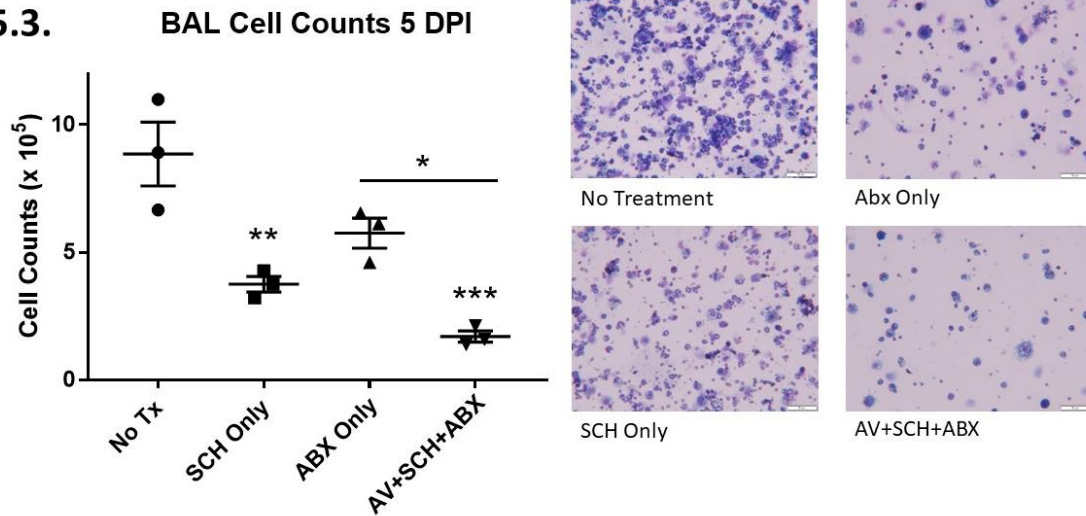 5.3.
BAL Cell Counts 5 DPI
Cell Counts (x 10⁵)
10
5
0
**
*
***
No Tx
SCH Only
ABX Only
AV+SCH+ABX
No Treatment
Abx Only
SCH Only
AV+SCH+ABX